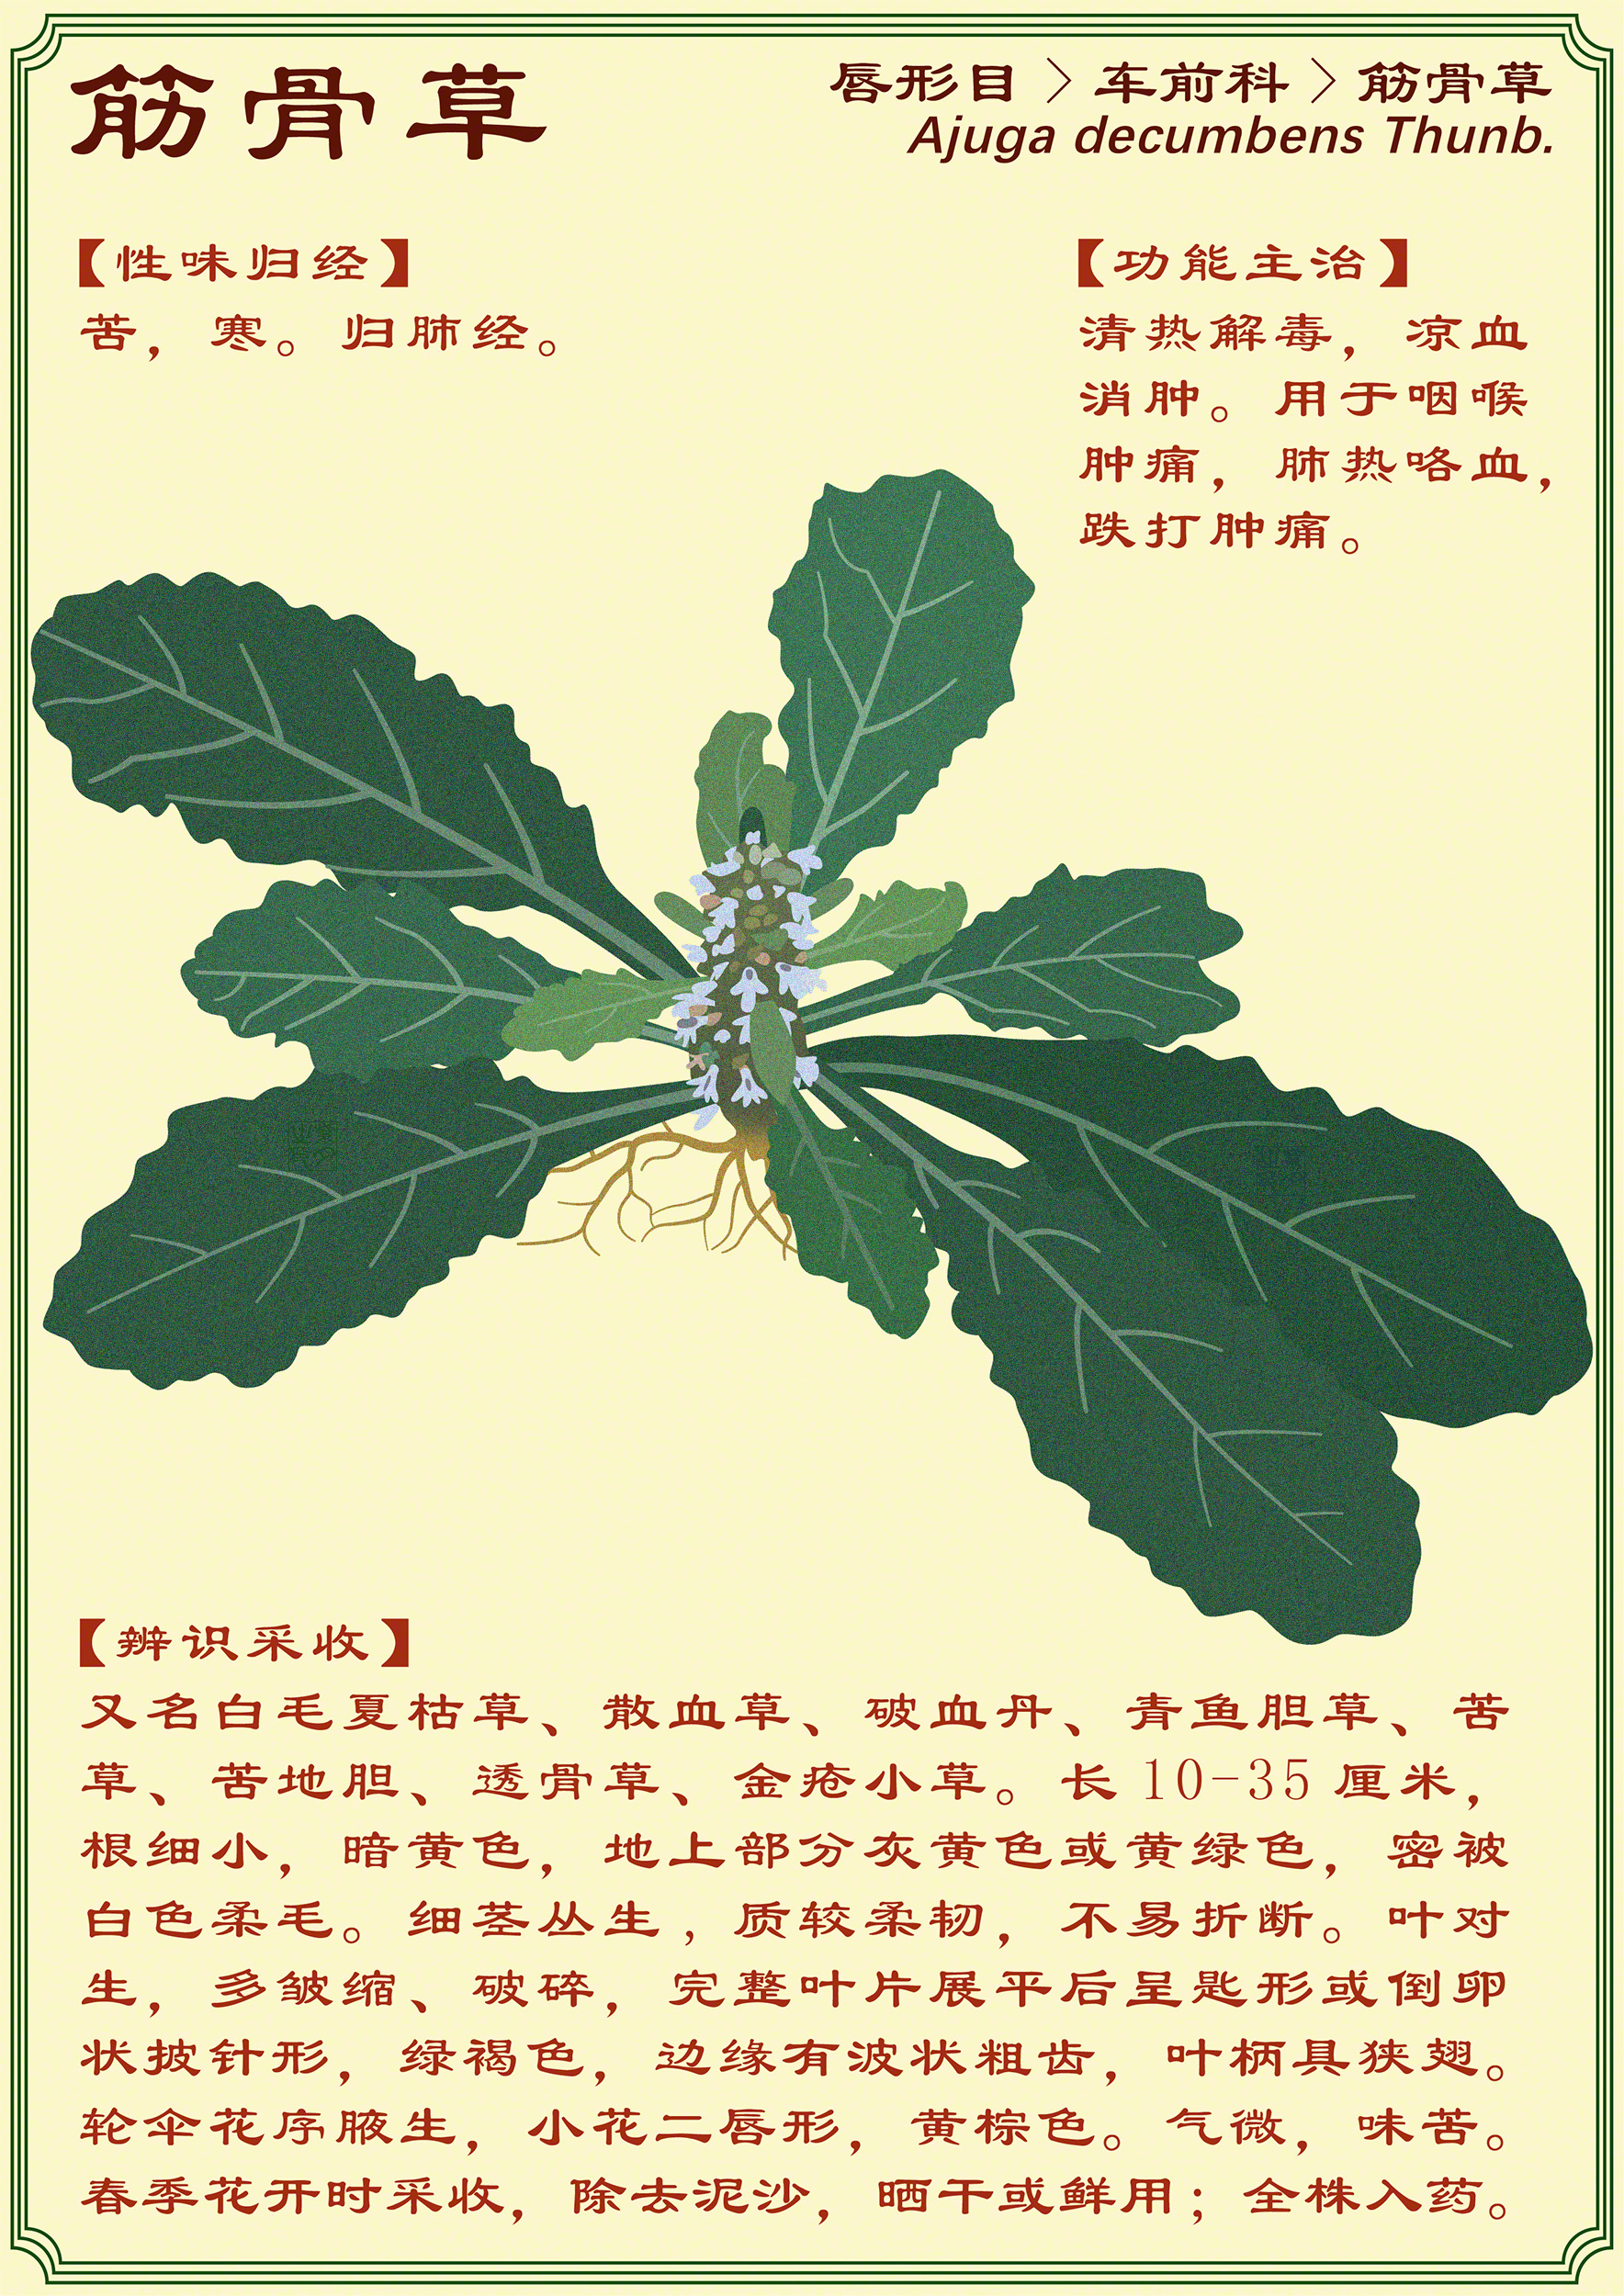 筋骨草
唇形目 > 车前科 > 筋骨草
Ajuga decumbens Thunb.
【性味归经】
苦，寒。归肺经。
【功能主治】
清热解毒，凉血
消肿。用于咽喉
肿痛，肺热咯血，
跌打肿痛。
【辨识采收】
又名白毛夏枯草、散血草、破血丹、青鱼胆草、苦
草、苦地胆、透骨草、金疮小草。长 10-35 厘米，
根细小，暗黄色，地上部分灰黄色或黄绿色，密被
白色柔毛。细茎丛生，质较柔韧，不易折断。叶对
生，多皱缩、破碎，完整叶片展平后呈匙形或倒卵
状披针形，绿褐色，边缘有波状粗齿，叶柄具狭翅。
轮伞花序腋生，小花二唇形，黄棕色。气微，味苦。
春季花开时采收，除去泥沙，晒干或鲜用；全株入药。